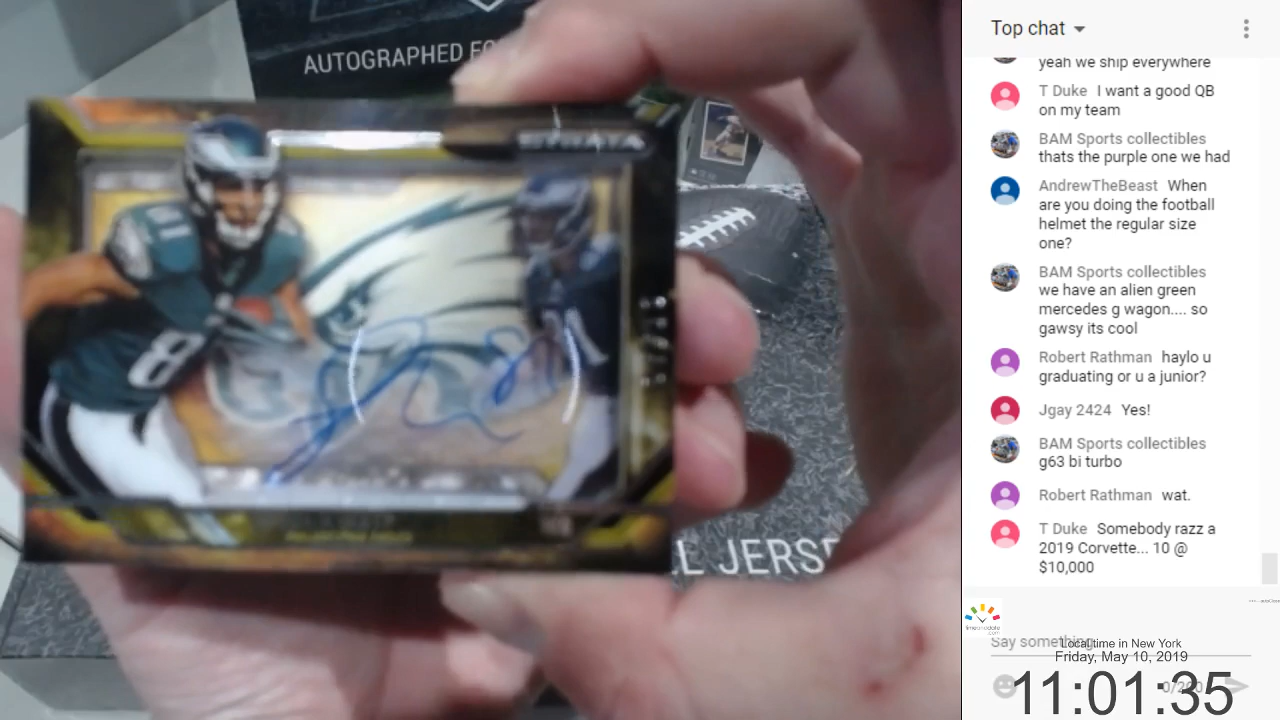 AUTOGRAPHED FO
STRATA
81
8
81
LL JERSE
Top chat
yeah we ship everywhere
T Duke I want a good QB
on my team
BAM Sports collectibles
thats the purple one we had
AndrewTheBeast When
are you doing the football
helmet the regular size
one?
BAM Sports collectibles
we have an alien green
mercedes g wagon.... so
gawsy its cool
Robert Rathman haylo u
graduating or u a junior?
Jgay 2424 Yes!
BAM Sports collectibles
g63 bi turbo
Robert Rathman wat.
T Duke Somebody razz a
2019 Corvette... 10 @
$10,000
Say something...
Local time in New York
Friday, May 10, 2019
11:01:35